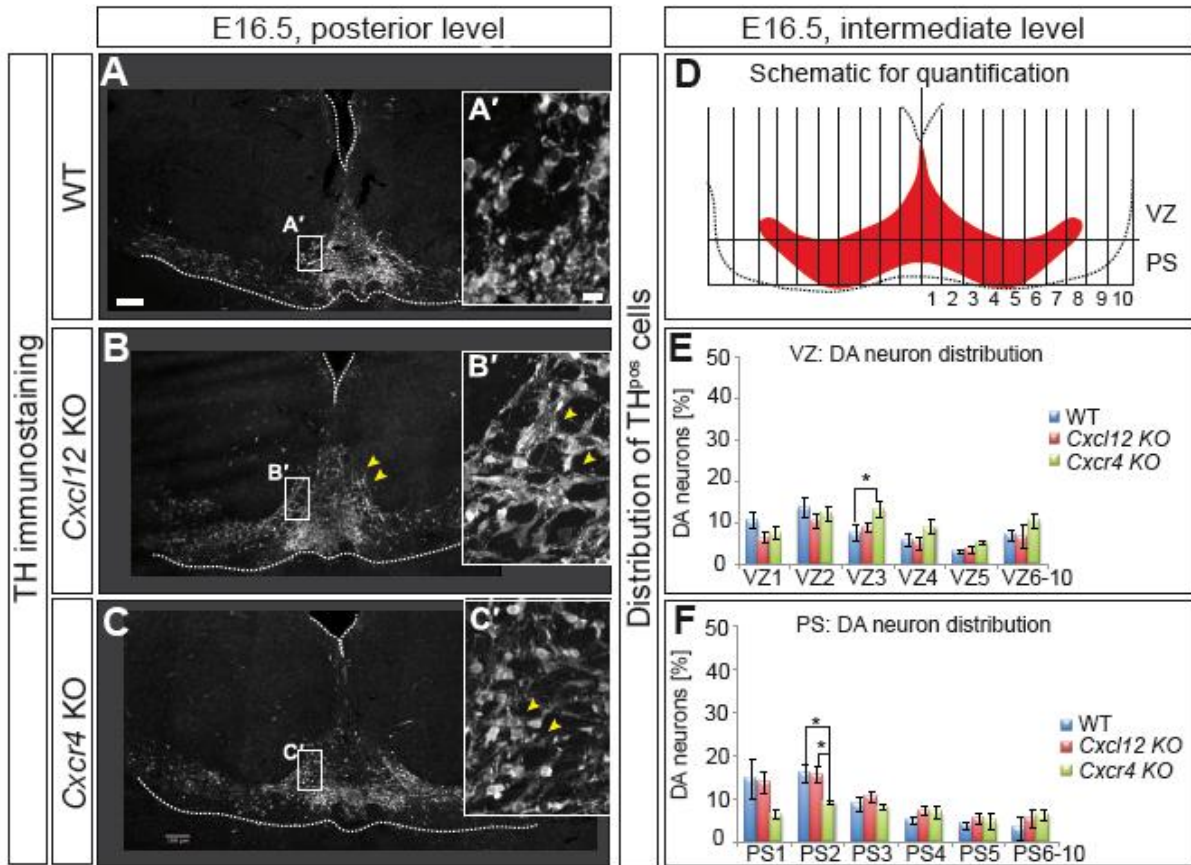 E16.5, posterior level
E16.5, intermediate level
TH immunostaining
WT
Cxcl12 KO
Cxcr4 KO
A
A'
A'
B
B'
B'
C
C'
C'
Distribution of THpos cells
D
Schematic for quantification
VZ
PS
1 2 3 4 5 6 7 8 9 10
E
VZ: DA neuron distribution
DA neurons [%]
50
40
30
20
10
0
*
WT
Cxcl12 KO
Cxcr4 KO
VZ1 VZ2 VZ3 VZ4 VZ5 VZ6-10
F
PS: DA neuron distribution
DA neurons [%]
50
40
30
20
10
0
*
*
WT
Cxcl12 KO
Cxcr4 KO
PS1 PS2 PS3 PS4 PS5 PS6-10